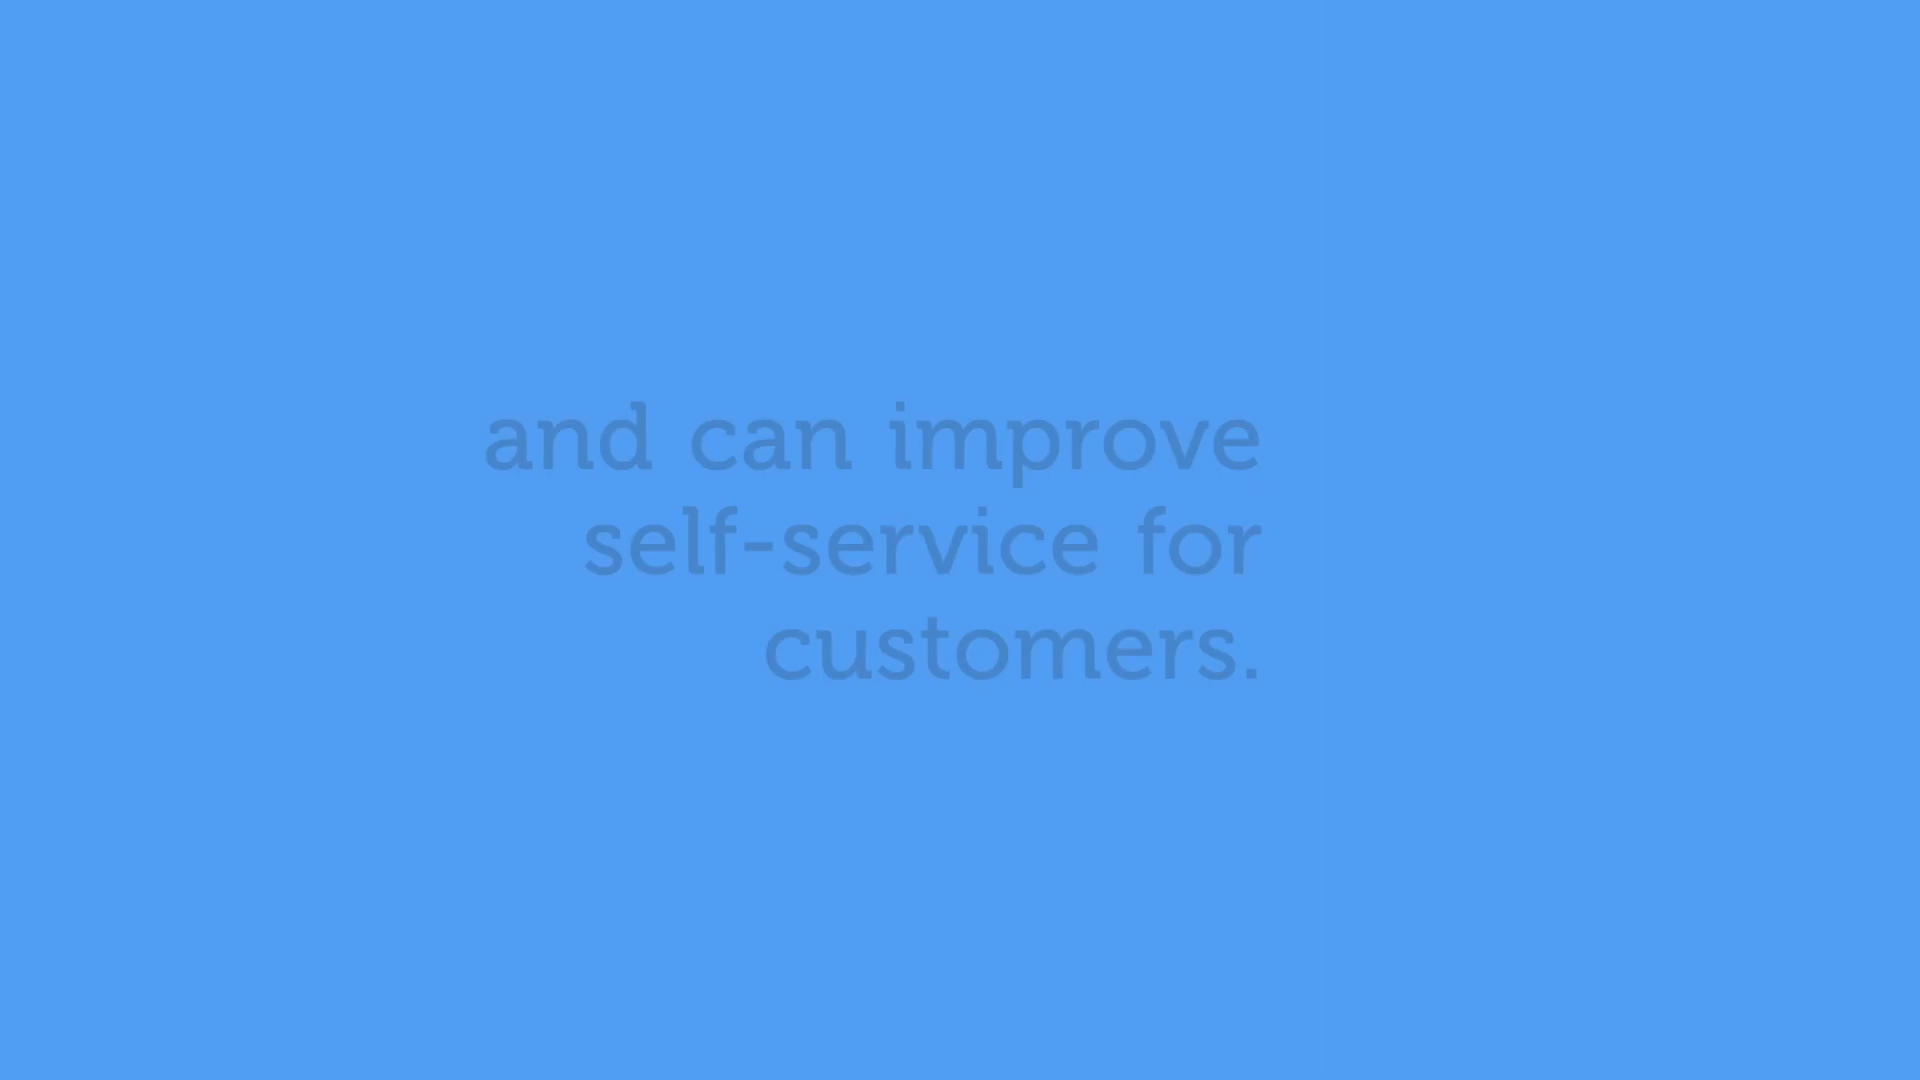 and can improve
self-service for
customers.